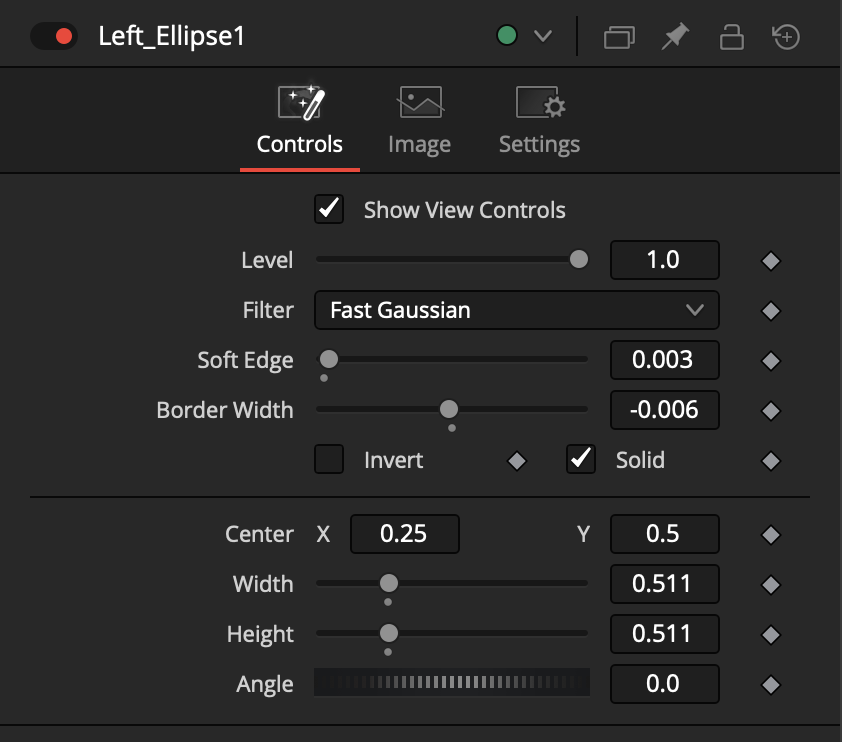 Left_Ellipse1
Controls Image Settings
Show View Controls
Level 1.0
Filter Fast Gaussian
Soft Edge 0.003
Border Width -0.006
Invert Solid
Center X 0.25 Y 0.5
Width 0.511
Height 0.511
Angle 0.0